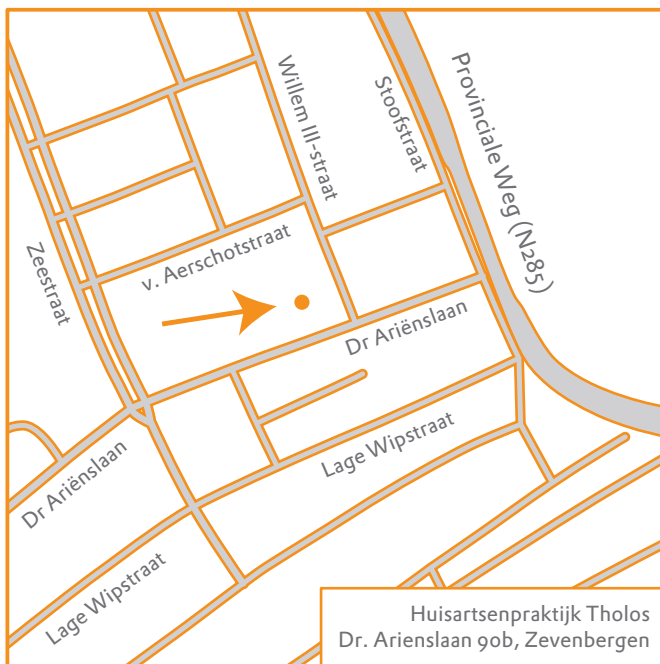 Willem III-straat
Stoofstraat
Provinciale Weg (N285)
Zeestraat
v. Aerschotstraat
Dr Ariënslaan
Lage Wipstraat
Dr Ariënslaan
Lage Wipstraat
Huisartsenpraktijk Tholos
Dr. Arienslaan 90b, Zevenbergen